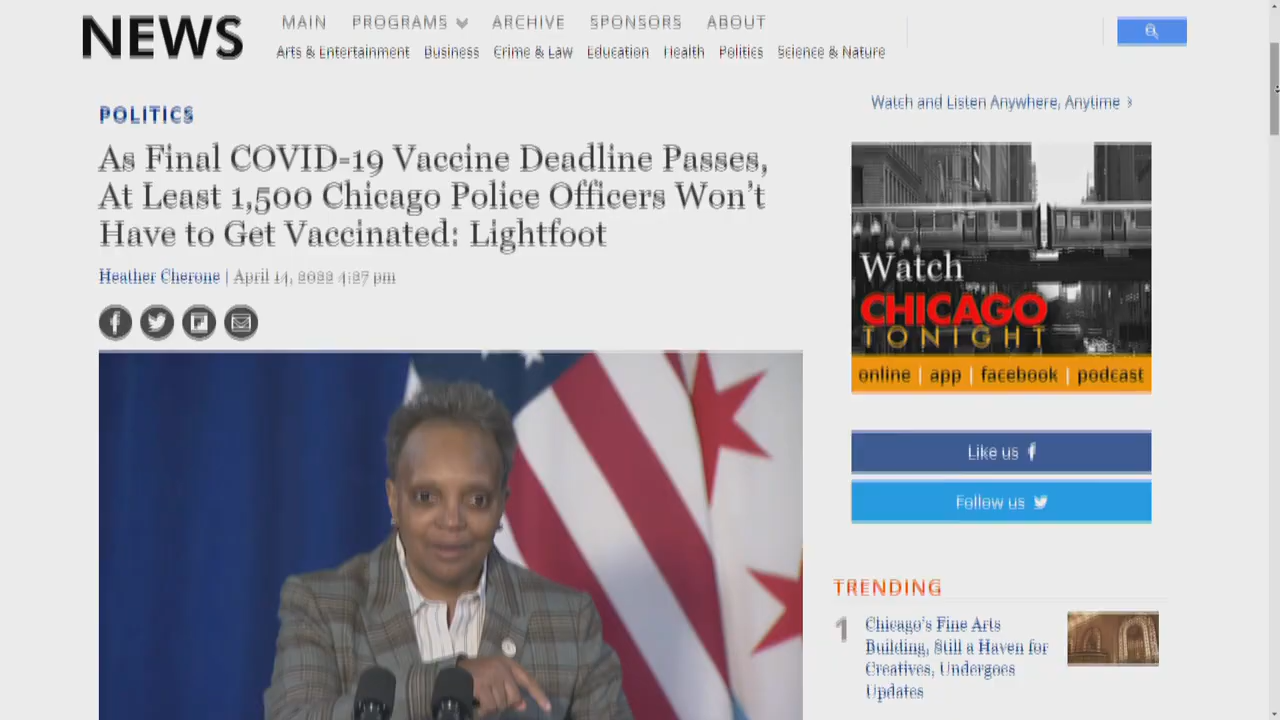 NEWS
MAIN PROGRAMS ARCHIVE SPONSORS ABOUT
Arts & Entertainment Business Crime & Law Education Health Politics Science & Nature
Watch and Listen Anywhere, Anytime
POLITICS
As Final COVID-19 Vaccine Deadline Passes,
At Least 1,500 Chicago Police Officers Won't
Have to Get Vaccinated: Lightfoot
Heather Cherone | April 14, 2022 4:27 pm
Watch
CHICAGO
TONIGHT
online | app | facebook | podcast
Like us
Follow us
TRENDING
1
Chicago's Fine Arts
Building, Still a Haven for
Creatives, Undergoes
Updates